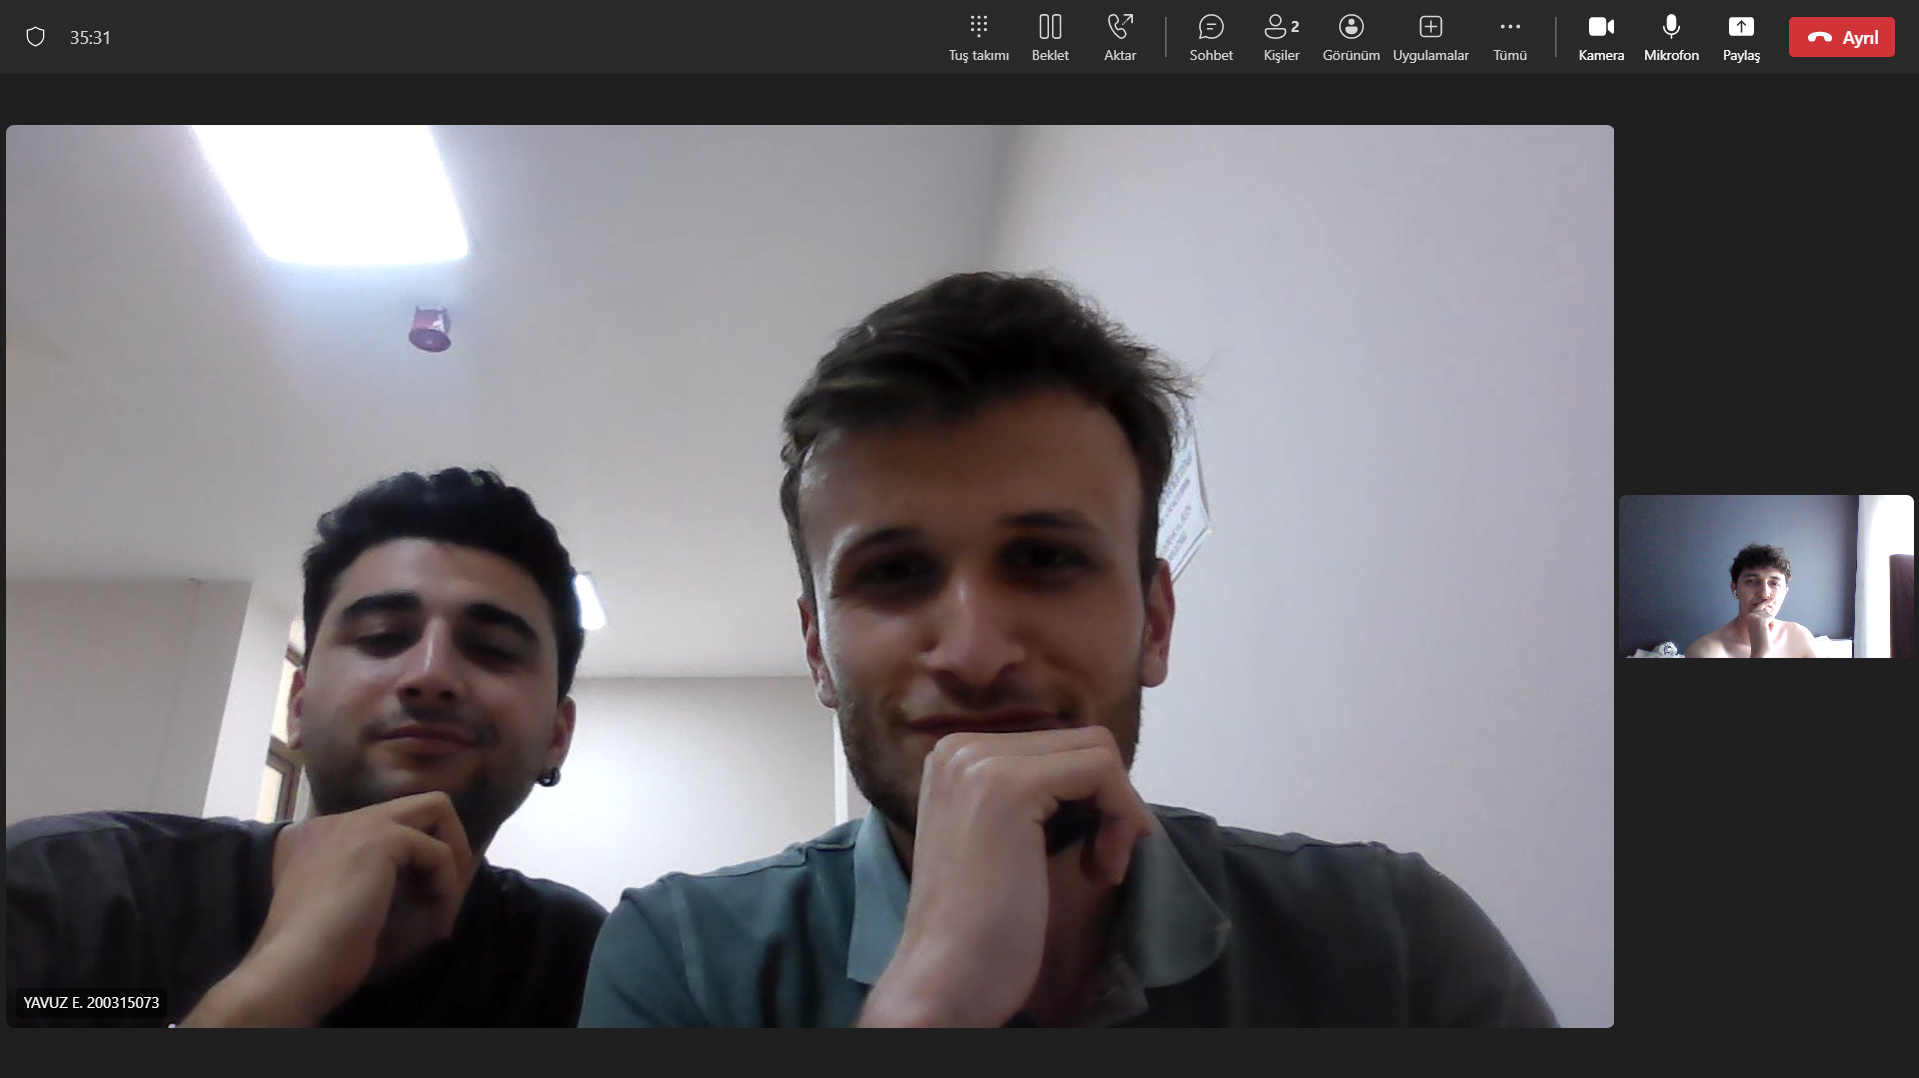 35:31
Tuş takımı
Beklet
Aktar
Sohbet
2
Kişiler
Görünüm
Uygulamalar
Tümü
Kamera
Mikrofon
Paylaş
Ayrıl
YAVUZ E. 200315073